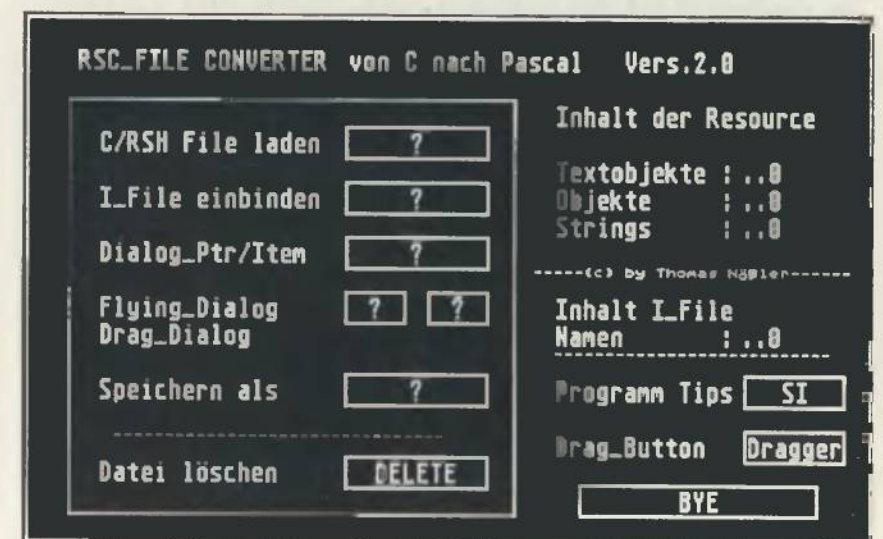 RSC_FILE CONVERTER von C nach Pascal Vers.2.0
C/RSH File laden ?
I_File einbinden ?
Dialog_Ptr/Item ?
Flying_Dialog ? ?
Drag_Dialog
Speichern als ?
Datei löschen DELETE
Inhalt der Resource
Textobjekte : ..0
Objekte : ..0
Strings : ..0
-----(c) by Thomas Nößler------
Inhalt I_File
Namen : ..0
Programm Tips SI
Drag_Button Dragger
BYE